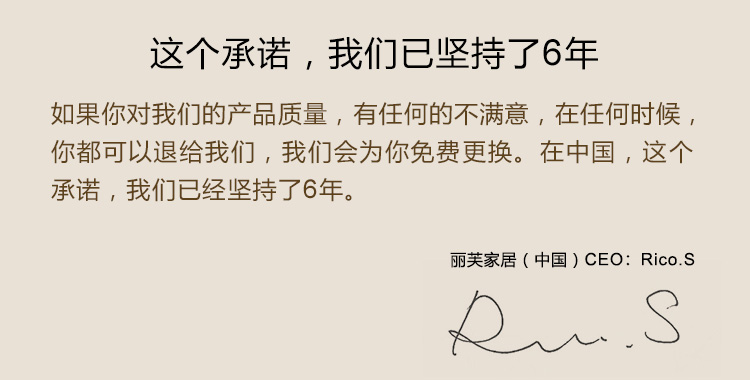 这个承诺，我们已坚持了6年
如果你对我们的产品质量，有任何的不满意，在任何时候，
你都可以退给我们，我们会为你免费更换。在中国，这个
承诺，我们已经坚持了6年。
丽芙家居（中国）CEO：Rico.S
R
.S